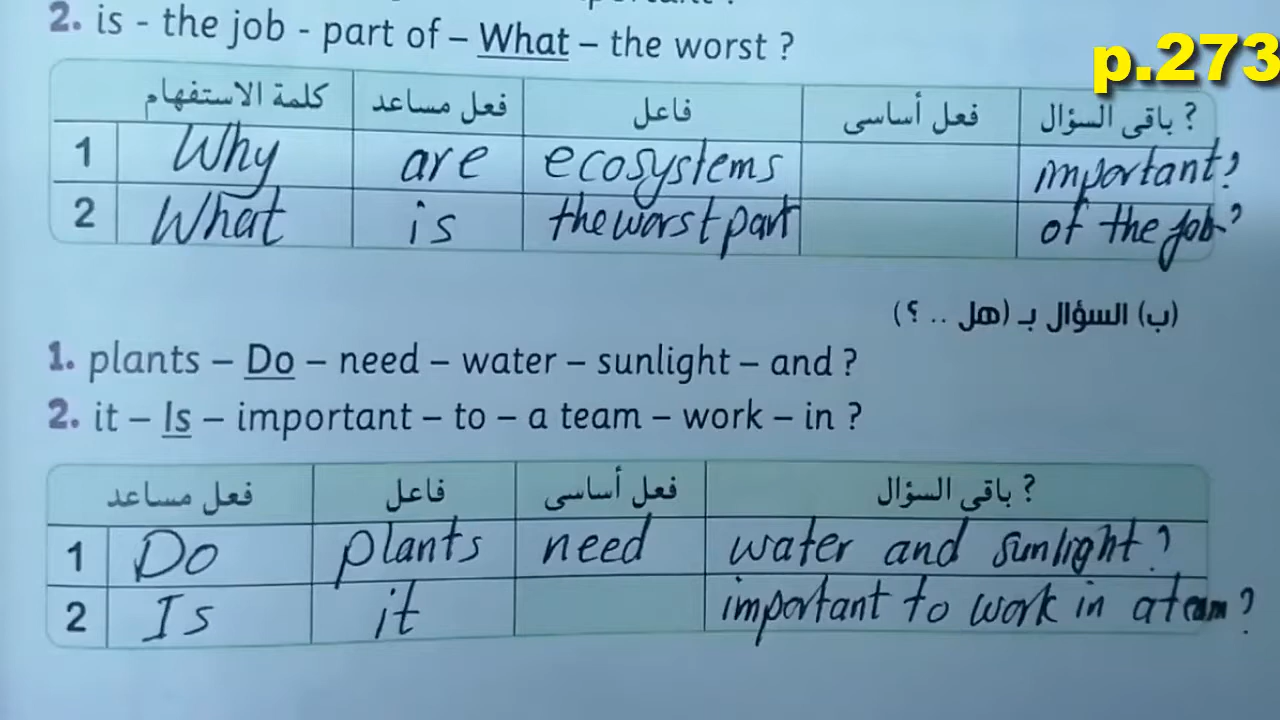 2. is - the job - part of – What – the worst ?
p.273
كلمة الاستفهام فعل مساعد فاعل فعل أساسى باقى السؤال ?
1 Why are ecosystems important?
2 What is the worst part of the job?
(ب) السؤال بـ (هل .. ؟)
1. plants – Do – need – water – sunlight – and ?
2. it – Is – important – to – a team – work – in ?
فعل مساعد فاعل فعل أساسى باقى السؤال ?
1 Do plants need water and sunlight?
2 Is it important to work in a team?